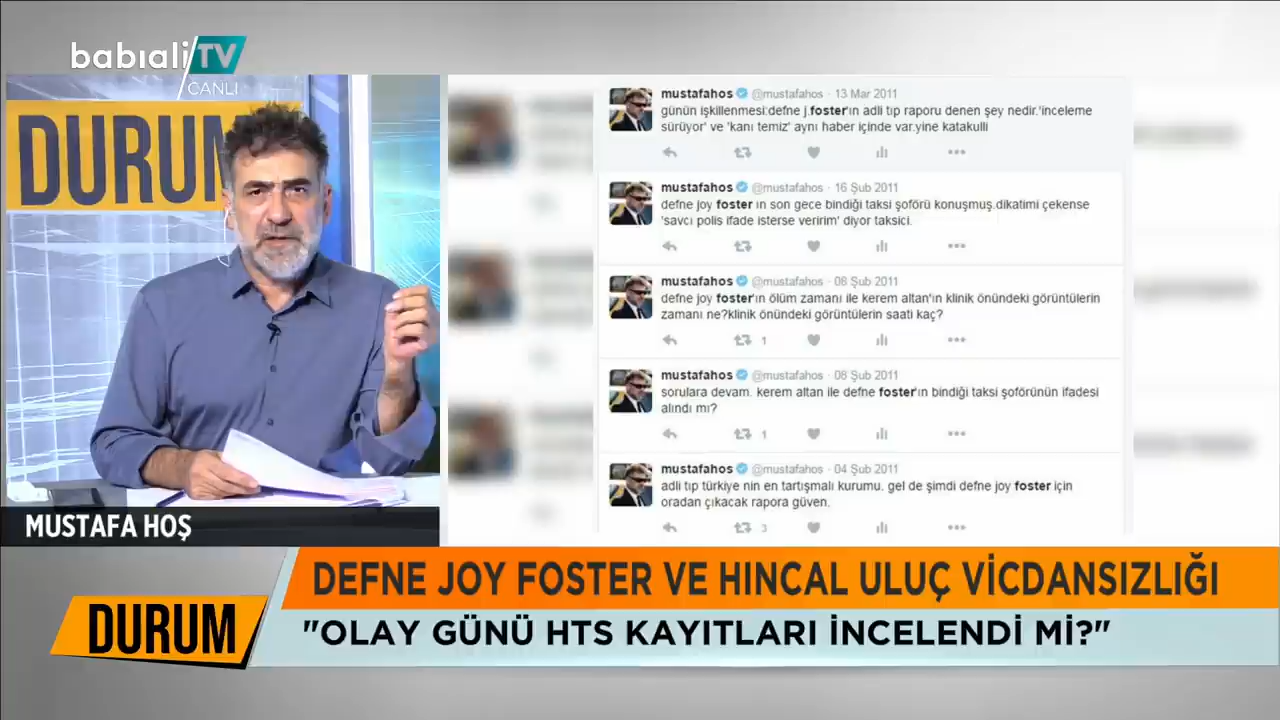 babıali TV
CANLI
DURUM
mustafahos @mustafahos · 13 Mar 2011
günün işkillenmesi:defne j.foster'ın adli tıp raporu denen şey nedir.'inceleme
sürüyor' ve 'kanı temiz' aynı haber içinde var.yine katakulli
mustafahos @mustafahos · 16 Şub 2011
defne joy foster ın son gece bindiği taksi şoförü konuşmuş.dikatimi çekense
'savcı polis ifade isterse veririm' diyor taksici.
mustafahos @mustafahos · 08 Şub 2011
defne joy foster'ın ölüm zamanı ile kerem altan'ın klinik önündeki görüntülerin
zamanı ne?klinik önündeki görüntülerin saati kaç?
1
mustafahos @mustafahos · 08 Şub 2011
sorulara devam. kerem altan ile defne foster'ın bindiği taksi şoförünün ifadesi
alındı mı?
1
mustafahos @mustafahos · 04 Şub 2011
adli tıp türkiye nin en tartışmalı kurumu. gel de şimdi defne joy foster için
oradan çıkacak rapora güven.
3
MUSTAFA HOŞ
DEFNE JOY FOSTER VE HINCAL ULUÇ VİCDANSIZLIĞI
DURUM
"OLAY GÜNÜ HTS KAYITLARI İNCELENDİ Mİ?"